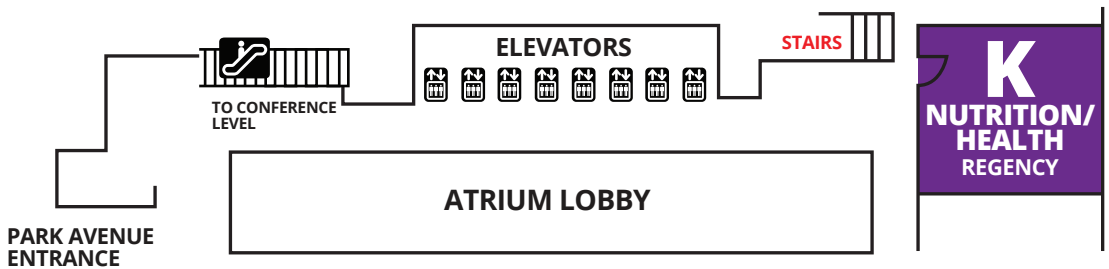 ELEVATORS
STAIRS
K
NUTRITION/
HEALTH
REGENCY
TO CONFERENCE
LEVEL
ATRIUM LOBBY
PARK AVENUE
ENTRANCE